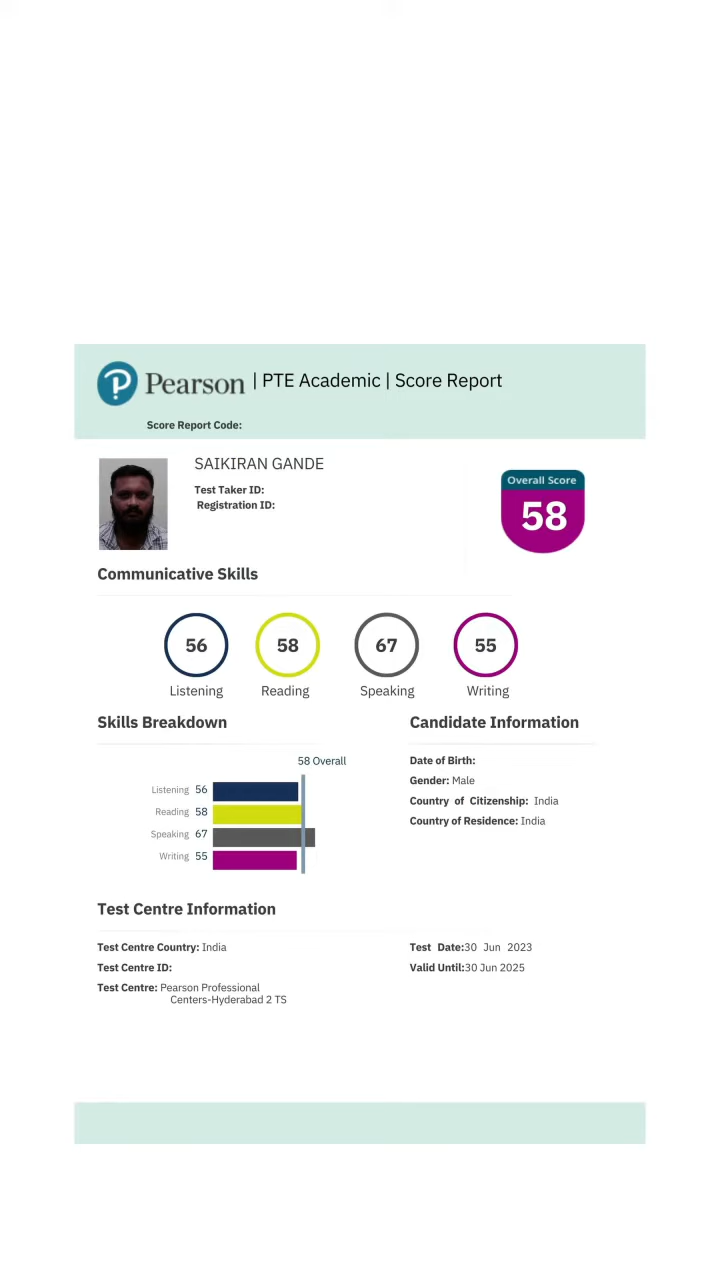 Pearson | PTE Academic | Score Report
Score Report Code:
SAIKIRAN GANDE
Test Taker ID:
Registration ID:
Overall Score
58
Communicative Skills
56 58 67 55
Listening Reading Speaking Writing
Skills Breakdown
58 Overall
Listening 56
Reading 58
Speaking 67
Writing 55
Candidate Information
Date of Birth:
Gender: Male
Country of Citizenship: India
Country of Residence: India
Test Centre Information
Test Centre Country: India
Test Centre ID:
Test Centre: Pearson Professional
Centers-Hyderabad 2 TS
Test Date:30 Jun 2023
Valid Until:30 Jun 2025